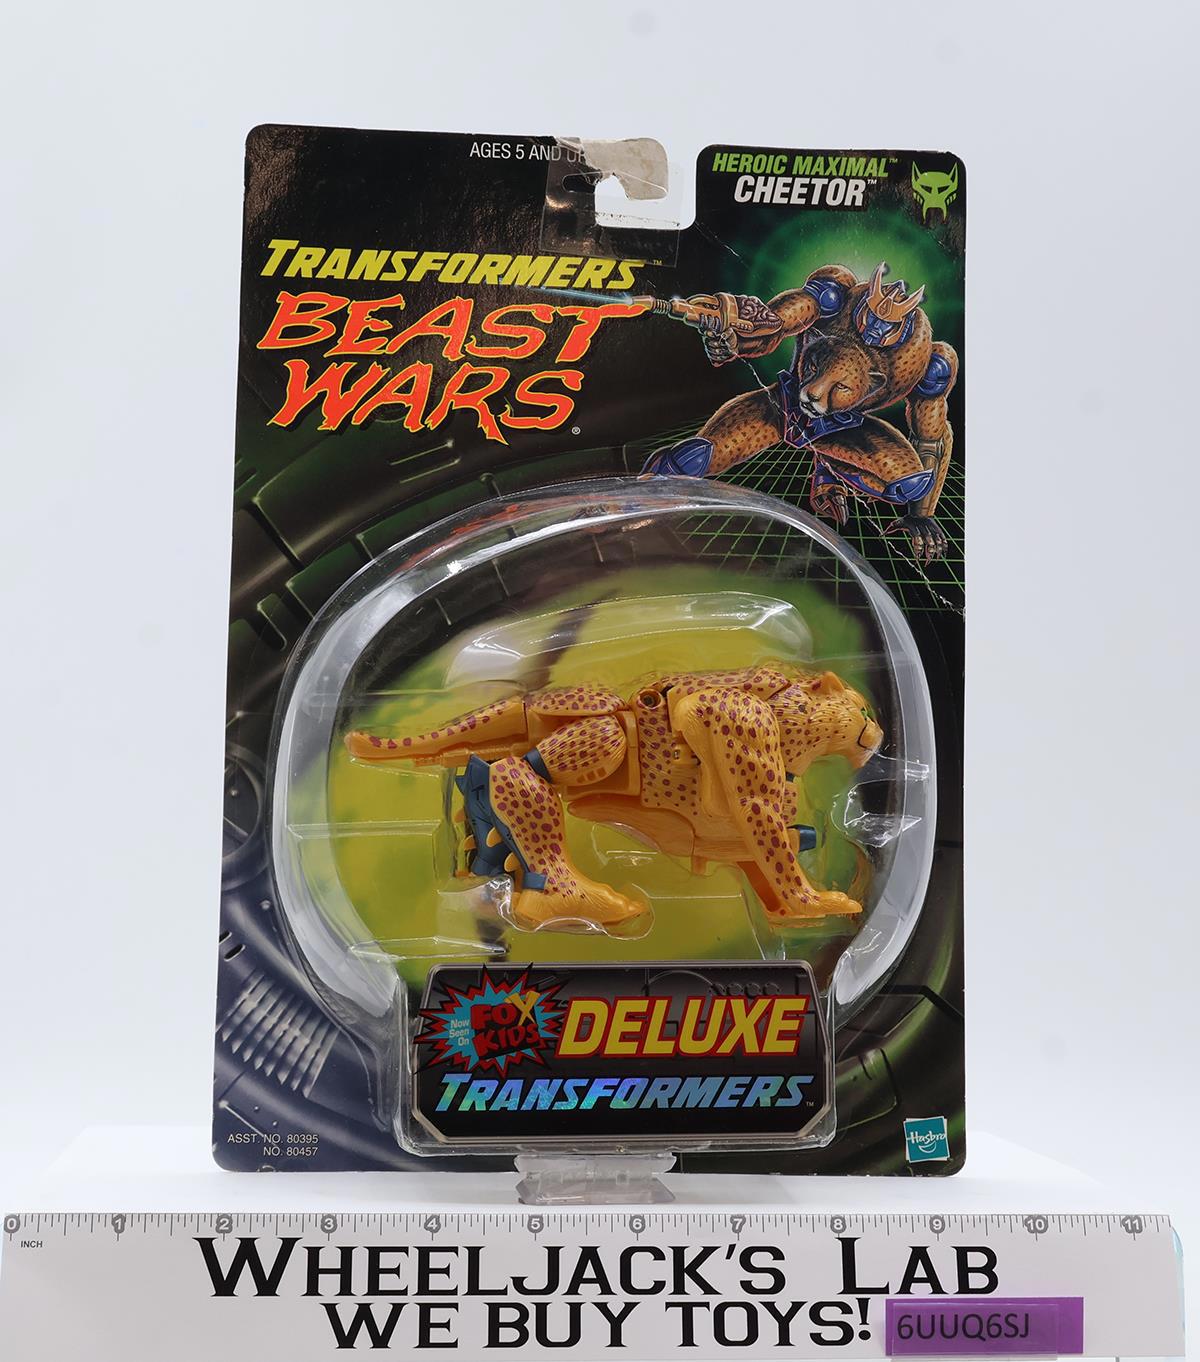 AGES 5 AND UP
HEROIC MAXIMAL™
CHEETOR™
TRANSFORMERS™
BEAST
WARS®
Now
Seen
On
FOX
KIDS
DELUXE
TRANSFORMERS™
ASST. NO. 80395
NO. 80457
Hasbro
0 1 2 3 4 5 6 7 8 9 10 11
INCH
WHEELJACK'S LAB
WE BUY TOYS!
6UUQ6SJ